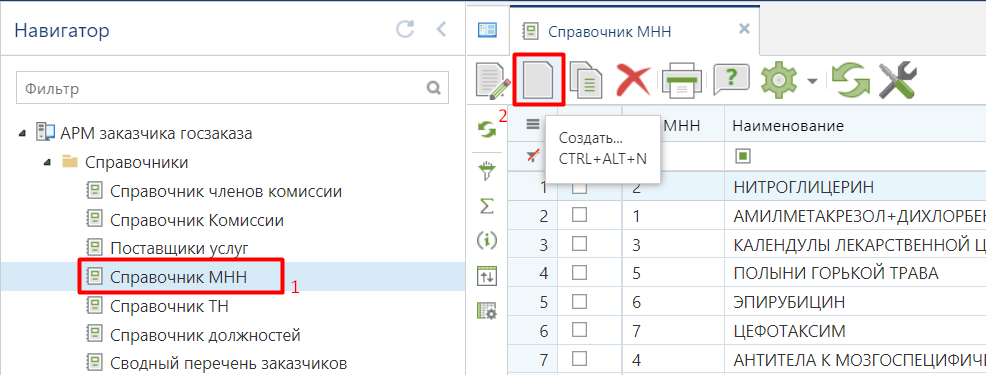 Навигатор
Фильтр
АРМ заказчика госзаказа
Справочники
Справочник членов комиссии
Справочник Комиссии
Поставщики услуг
Справочник МНН
1
Справочник ТН
Справочник должностей
Сводный перечень заказчиков
Справочник МНН
2
МНН
Наименование
Создать...
CTRL+ALT+N
1 2 НИТРОГЛИЦЕРИН
2 1 АМИЛМЕТАКРЕЗОЛ+ДИХЛОРБЕН
3 3 КАЛЕНДУЛЫ ЛЕКАРСТВЕННОЙ Ц
4 5 ПОЛЫНИ ГОРЬКОЙ ТРАВА
5 6 ЭПИРУБИЦИН
6 7 ЦЕФОТАКСИМ
7 4 АНТИТЕЛА К МОЗГОСПЕЦИФИЧЕ